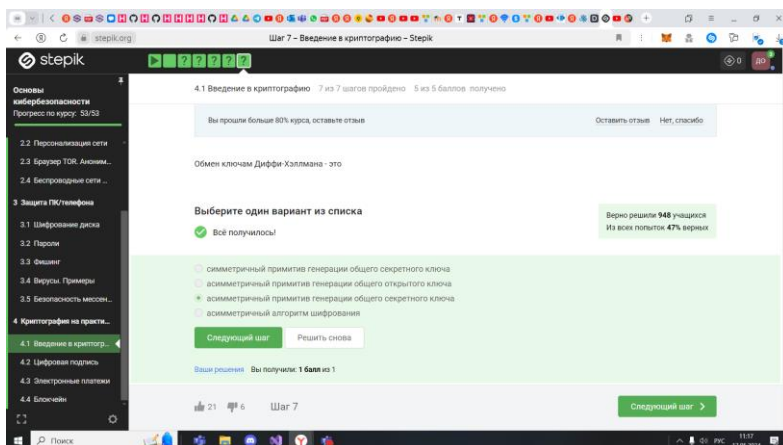 stepik.org
Шаг 7 – Введение в криптографию – Stepik
stepik
0
ДО
Основы кибербезопасности
Прогресс по курсу: 53/53
4.1 Введение в криптографию 7 из 7 шагов пройдено 5 из 5 баллов получено
Вы прошли больше 80% курса, оставьте отзыв
Оставить отзыв Нет, спасибо
2.2 Персонализация сети
2.3 Браузер TOR. Аноним...
2.4 Беспроводные сети ...
3 Защита ПК/телефона
3.1 Шифрование диска
3.2 Пароли
3.3 Фишинг
3.4 Вирусы. Примеры
3.5 Безопасность мессен...
4 Криптография на практи...
4.1 Введение в криптогр...
4.2 Цифровая подпись
4.3 Электронные платежи
4.4 Блокчейн
Обмен ключам Диффи-Хэллмана - это
Выберите один вариант из списка
Всё получилось!
Верно решили 948 учащихся
Из всех попыток 47% верных
симметричный примитив генерации общего секретного ключа
асимметричный примитив генерации общего открытого ключа
асимметричный примитив генерации общего секретного ключа
асимметричный алгоритм шифрования
Следующий шаг
Решить снова
Ваши решения Вы получили: 1 балл из 1
21 6 Шаг 7
Следующий шаг
Поиск
РУС
11:17